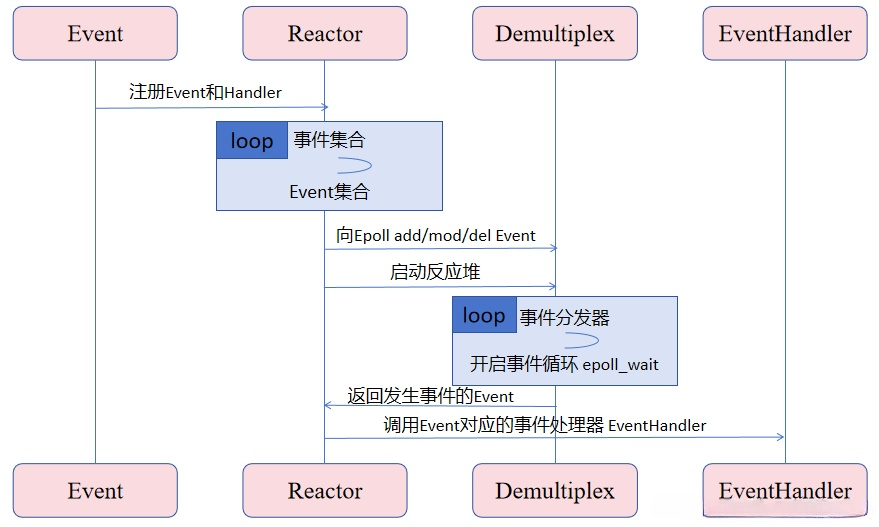 Event
Reactor
Demultiplex
EventHandler
注册Event和Handler
loop 事件集合
Event集合
向Epoll add/mod/del Event
启动反应堆
loop 事件分发器
开启事件循环 epoll_wait
返回发生事件的Event
调用Event对应的事件处理器 EventHandler
Event
Reactor
Demultiplex
EventHandler